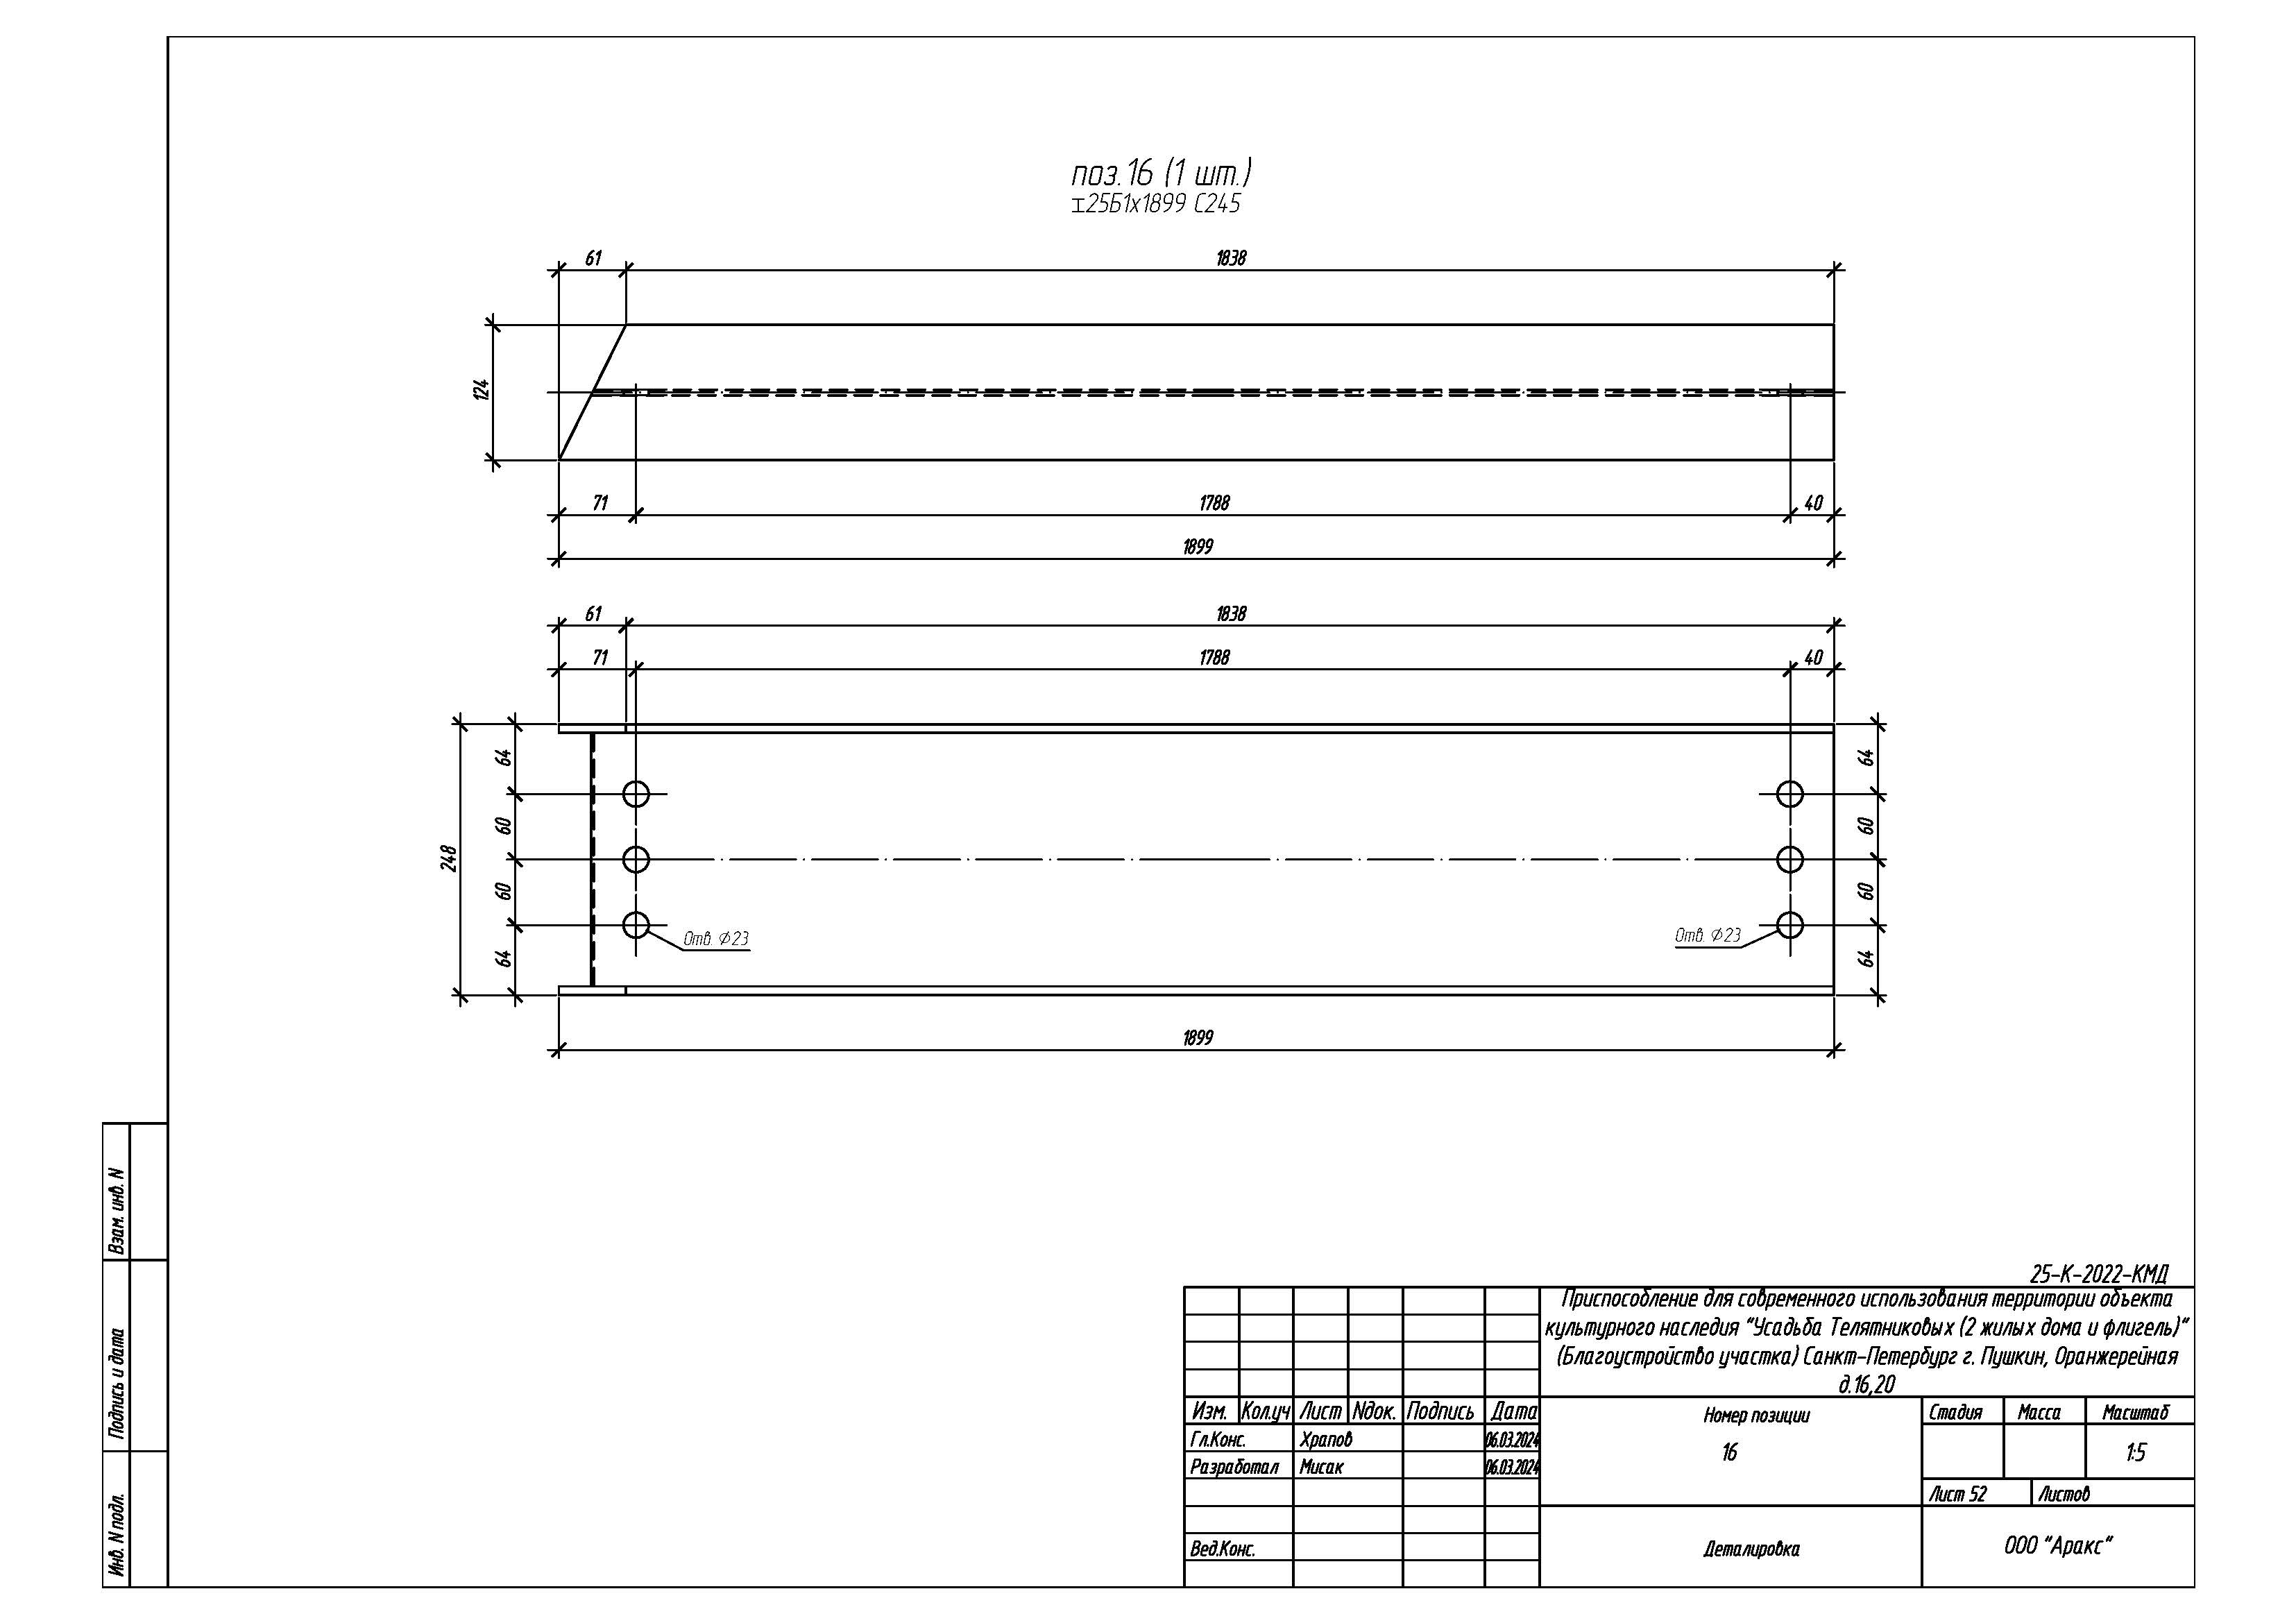 поз.16 (1 шт.)
⌶25Б1х1899 С245
61
1838
124
71
1788
40
1899
61
1838
71
1788
40
248
64
60
60
64
64
60
60
64
Отв. ⌀23
Отв. ⌀23
1899
Взам. инв. N
Подпись и дата
Инв. N подл.
25-К-2022-КМД
Приспособление для современного использования территории объекта
культурного наследия "Усадьба Телятниковых (2 жилых дома и флигель)"
(Благоустройство участка) Санкт-Петербург г. Пушкин, Оранжерейная
д.16,20
Изм. Кол.уч Лист Nдок. Подпись Дата
Гл.Конс. Храпов 06.03.2024
Разработал Мисак 06.03.2024
Вед.Конс.
Номер позиции
16
Стадия Масса Масштаб
1:5
Лист 52 Листов
Деталировка
ООО "Аракс"